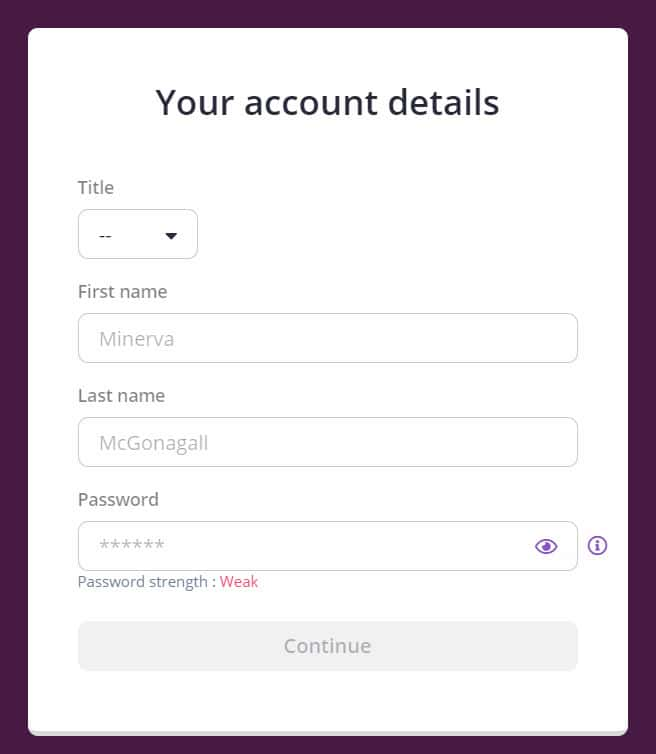 Your account details
Title
--
First name
Minerva
Last name
McGonagall
Password
******
Password strength : Weak
Continue